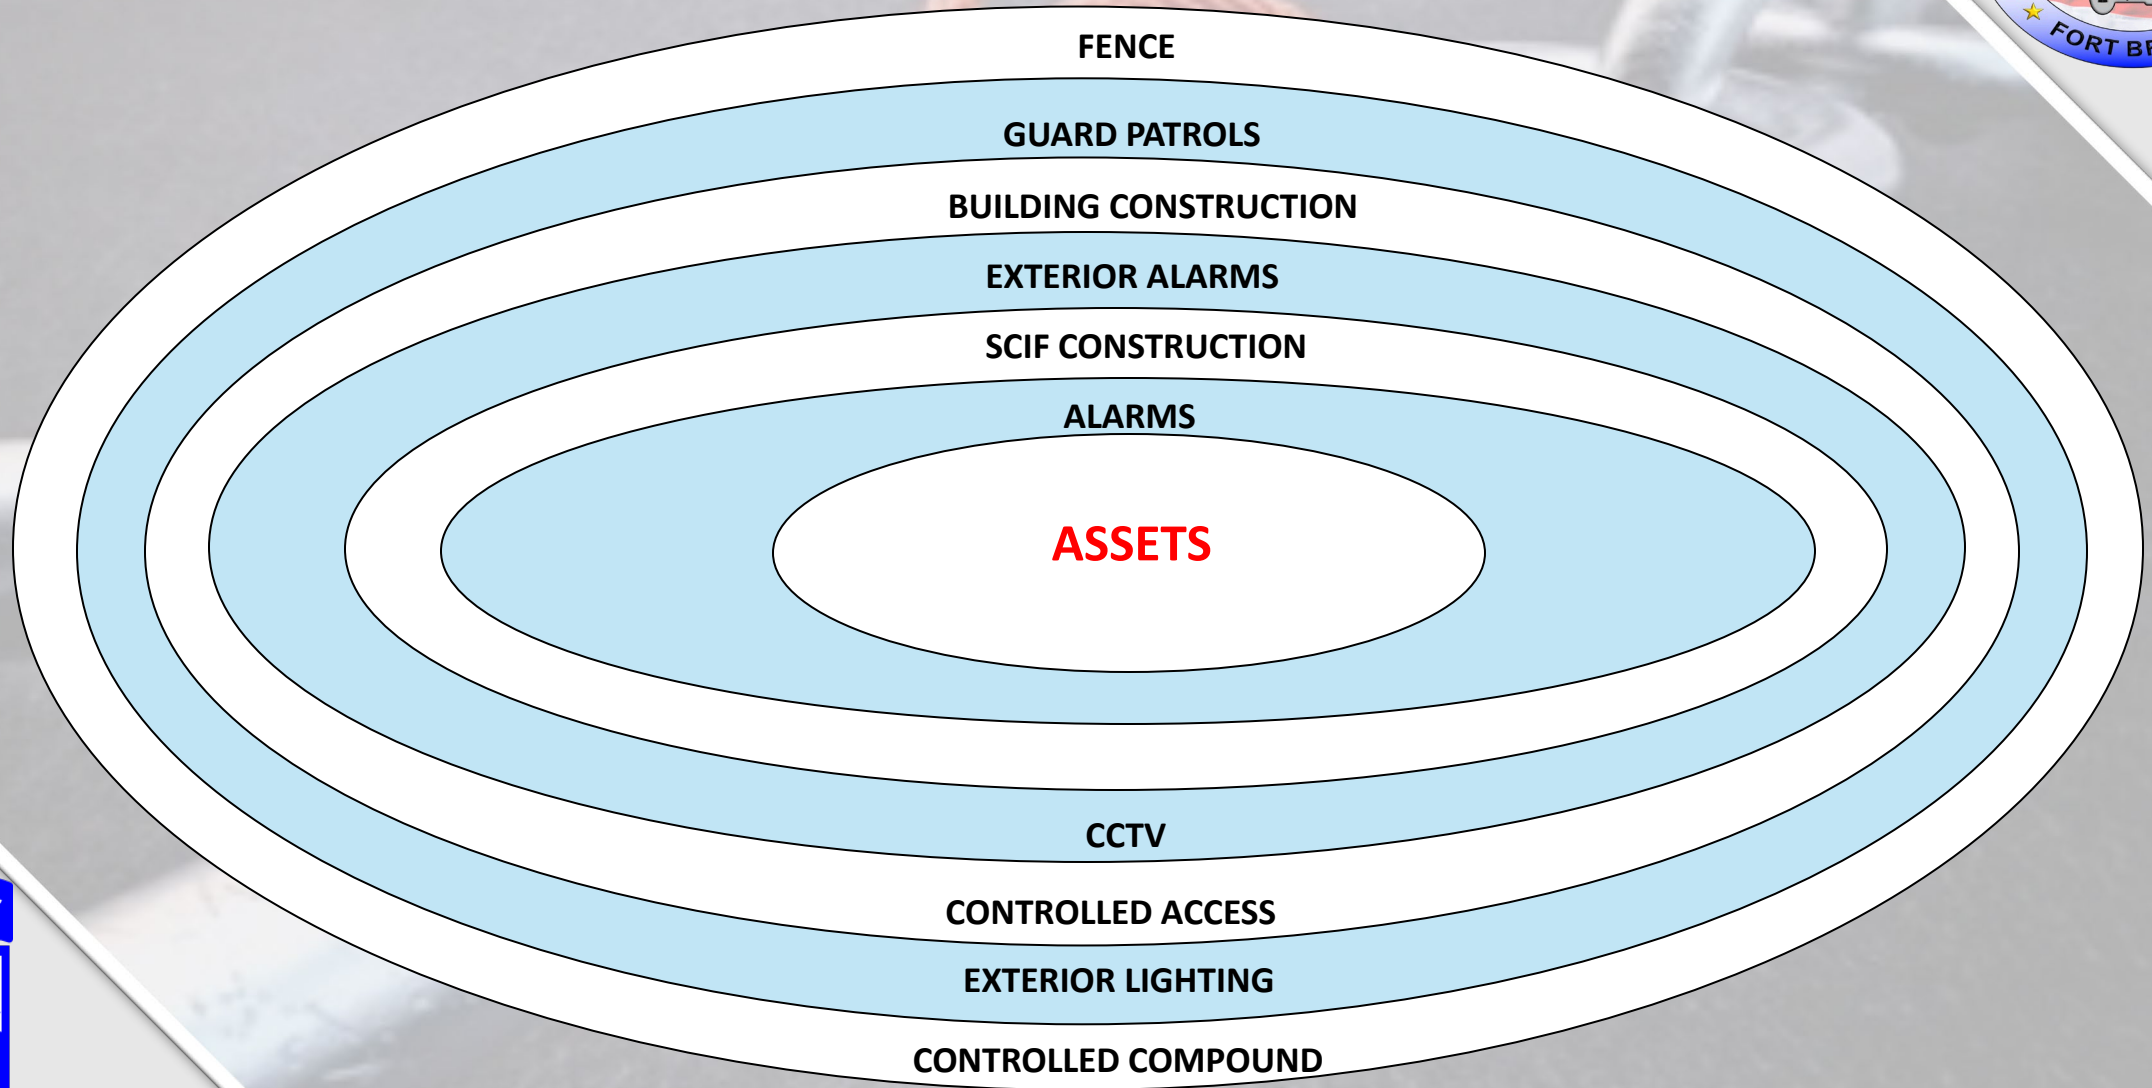 FENCE
FORT
GUARD PATROLS
BUILDING CONSTRUCTION
EXTERIOR ALARMS
SCIF CONSTRUCTION
ALARMS
ASSETS
CCTV
CONTROLLED ACCESS
EXTERIOR LIGHTING
CONTROLLED COMPOUND